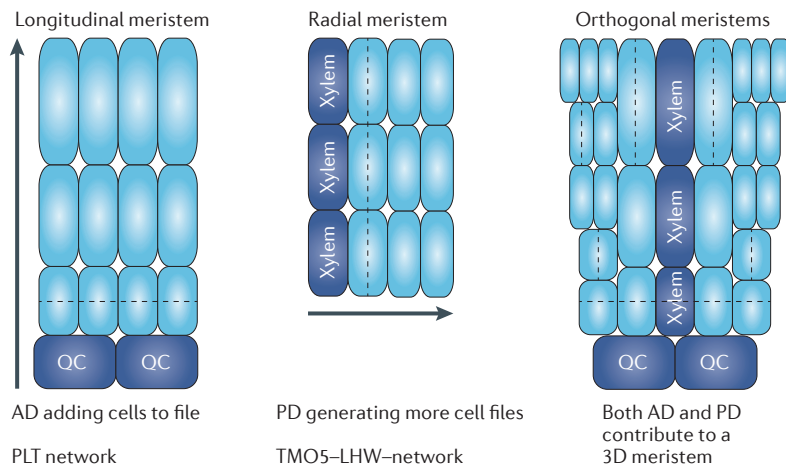 Longitudinal meristem
Radial meristem
Orthogonal meristems
QC
QC
Xylem
Xylem
Xylem
Xylem
Xylem
Xylem
QC
QC
AD adding cells to file
PLT network
PD generating more cell files
TMO5–LHW–network
Both AD and PD
contribute to a
3D meristem